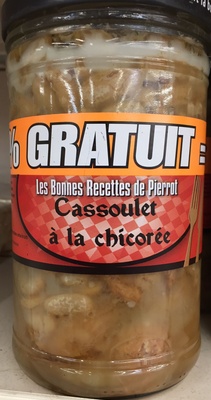 % GRATUIT =
Les Bonnes Recettes de Pierrot
Cassoulet
à la chicorée